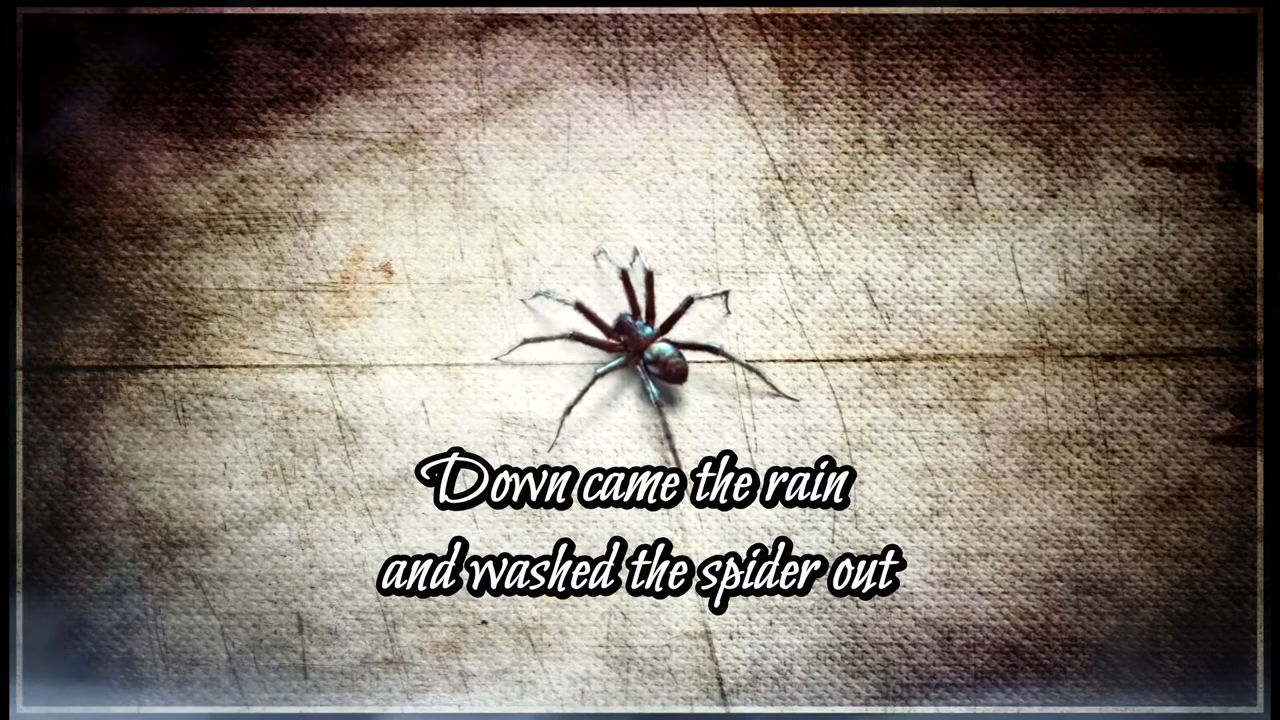 Down came the rain
and washed the spider out